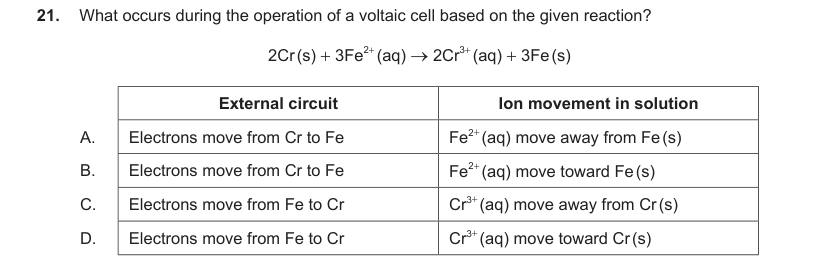 21. What occurs during the operation of a voltaic cell based on the given reaction?
2Cr(s) + 3Fe²⁺(aq) → 2Cr³⁺(aq) + 3Fe(s)
External circuit Ion movement in solution
A. Electrons move from Cr to Fe Fe²⁺(aq) move away from Fe(s)
B. Electrons move from Cr to Fe Fe²⁺(aq) move toward Fe(s)
C. Electrons move from Fe to Cr Cr³⁺(aq) move away from Cr(s)
D. Electrons move from Fe to Cr Cr³⁺(aq) move toward Cr(s)